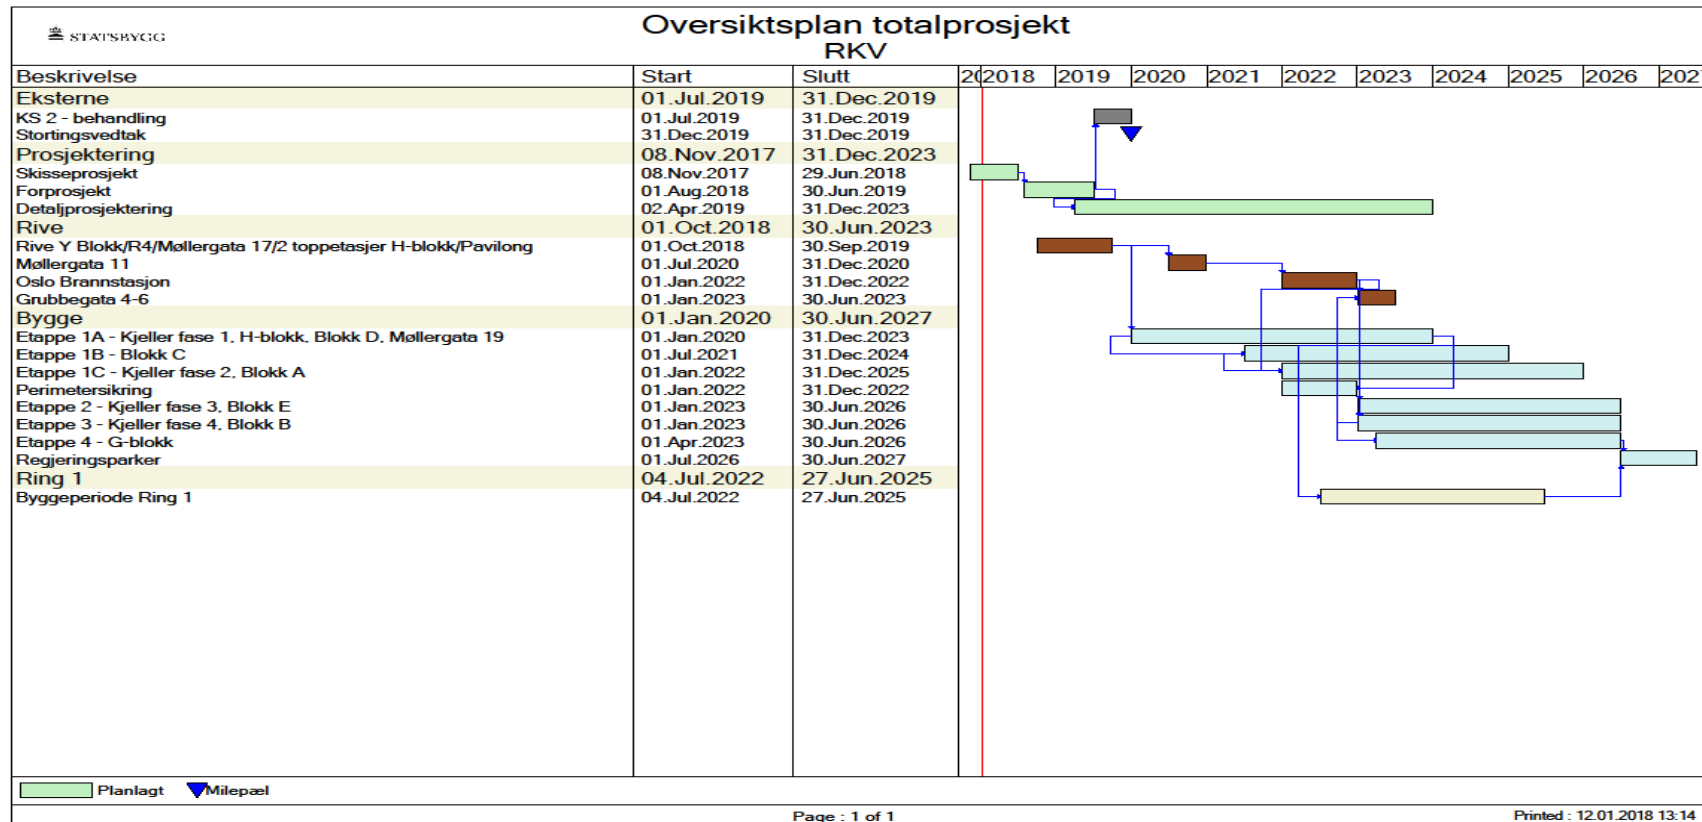 Oversiktsplan totalprosjekt
STATSBYGG
RKV
Beskrivelse Start Slutt 20 2018 2019 2020 2021 2022 2023 2024 2025 2026 202
Eksterne 01.Jul.2019 31.Dec.2019
KS 2 - behandling 01.Jul.2019 31.Dec.2019
Stortingsvedtak 31.Dec.2019 31.Dec.2019
Prosjektering 08.Nov.2017 31.Dec.2023
Skisseprosjekt 08.Nov.2017 29.Jun.2018
Forprosjekt 01.Aug.2018 30.Jun.2019
Detaljprosjektering 02.Apr.2019 31.Dec.2023
Rive 01.Oct.2018 30.Jun.2023
Rive Y Blokk/R4/Møllergata 17/2 toppetasjer H-blokk/Pavilong 01.Oct.2018 30.Sep.2019
Møllergata 11 01.Jul.2020 31.Dec.2020
Oslo Brannstasjon 01.Jan.2022 31.Dec.2022
Grubbegata 4-6 01.Jan.2023 30.Jun.2023
Bygge 01.Jan.2020 30.Jun.2027
Etappe 1A - Kjeller fase 1, H-blokk, Blokk D, Møllergata 19 01.Jan.2020 31.Dec.2023
Etappe 1B - Blokk C 01.Jul.2021 31.Dec.2024
Etappe 1C - Kjeller fase 2, Blokk A 01.Jan.2022 31.Dec.2025
Perimetersikring 01.Jan.2022 31.Dec.2022
Etappe 2 - Kjeller fase 3, Blokk E 01.Jan.2023 30.Jun.2026
Etappe 3 - Kjeller fase 4, Blokk B 01.Jan.2023 30.Jun.2026
Etappe 4 - G-blokk 01.Apr.2023 30.Jun.2026
Regjeringsparker 01.Jul.2026 30.Jun.2027
Ring 1 04.Jul.2022 27.Jun.2025
Byggeperiode Ring 1 04.Jul.2022 27.Jun.2025
Planlagt Milepæl
Page : 1 of 1 Printed : 12.01.2018 13:14